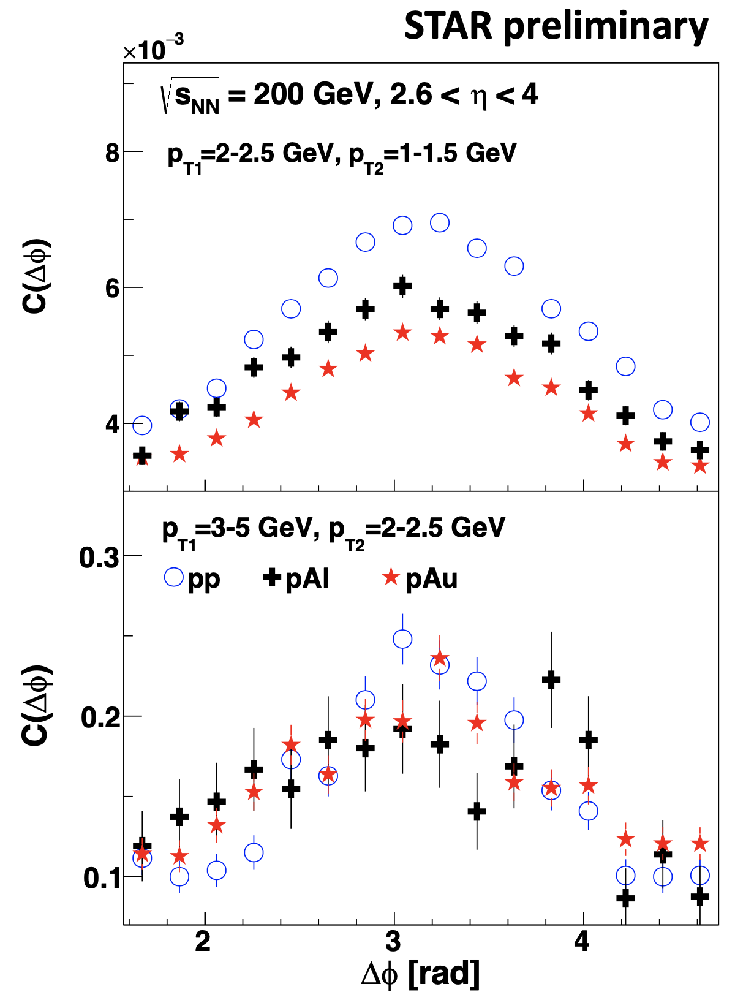 STAR preliminary
×10⁻³
√sNN = 200 GeV, 2.6 < η < 4
pT1=2-2.5 GeV, pT2=1-1.5 GeV
8
6
4
C(Δϕ)
pT1=3-5 GeV, pT2=2-2.5 GeV
pp pAl pAu
0.3
0.2
0.1
C(Δϕ)
2 3 4
Δϕ [rad]